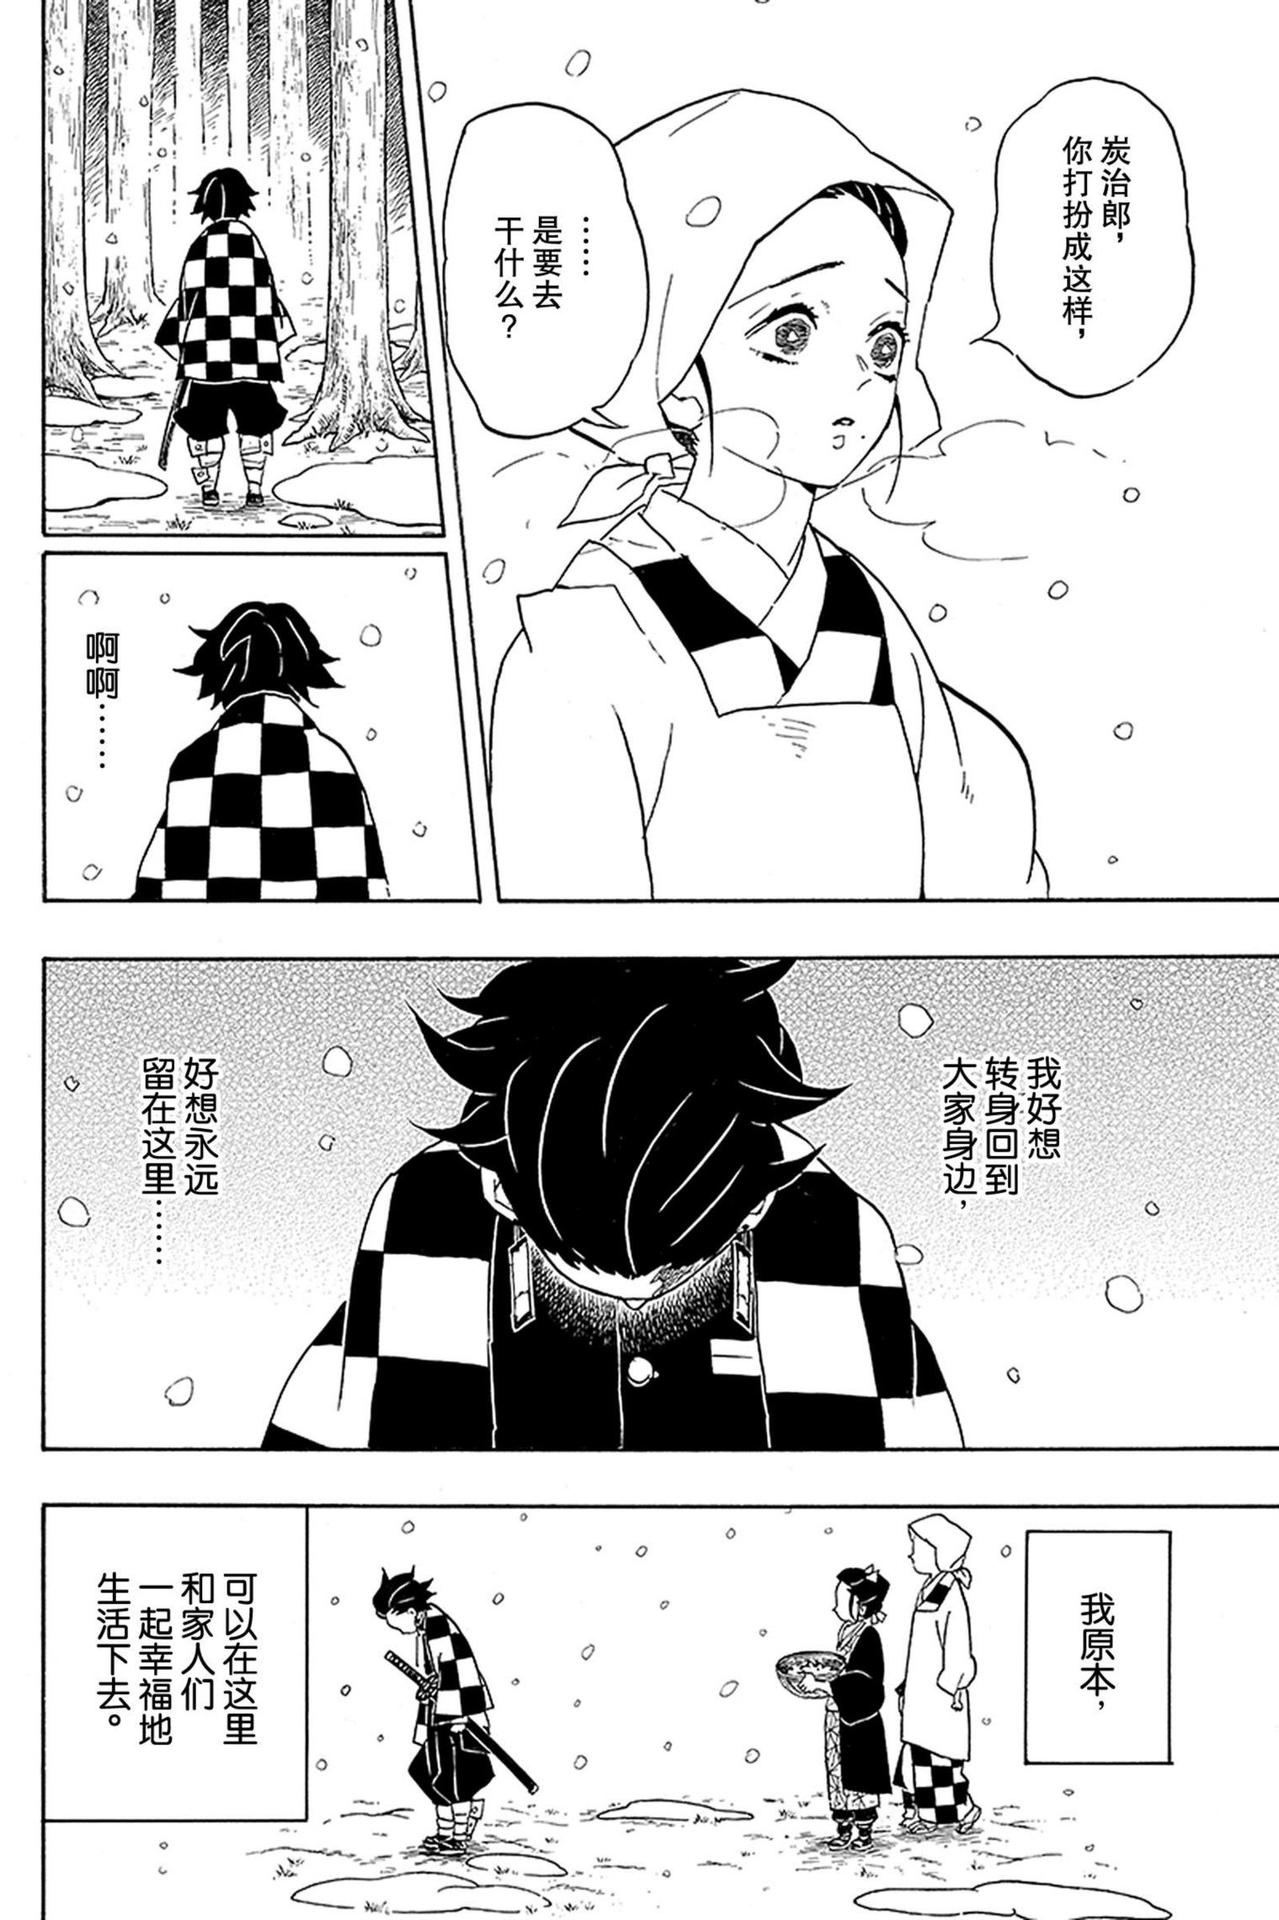 炭治郎，
你打扮成这样，
……
是要去
干什么？
啊啊……
我好想
转身回到
大家身边，
好想永远
留在这里……
我原本，
可以在这里
和家人们
一起幸福地
生活下去。